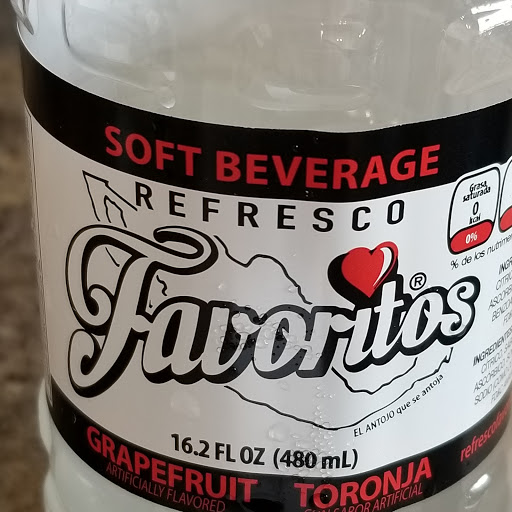 SOFT BEVERAGE
REFRESCO
Favoritos®
EL ANTOJO que se antoja
16.2 FL OZ (480 mL)
GRAPEFRUIT TORONJA
ARTIFICIALLY FLAVORED CON SABOR ARTIFICIAL
Grasa
saturada
0
kcal
0%
% de los